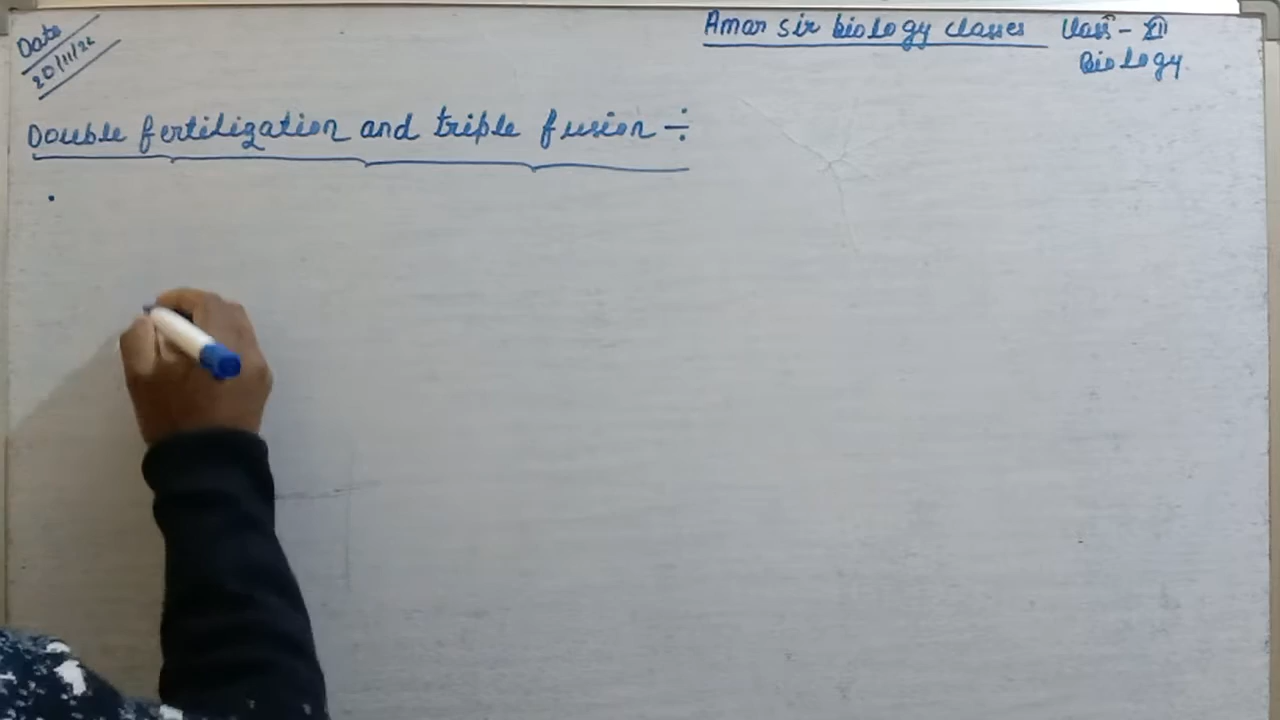 Date
20/11/22
Amar sir biology classes Class - XII
Biology
Double fertilization and triple fusion ÷